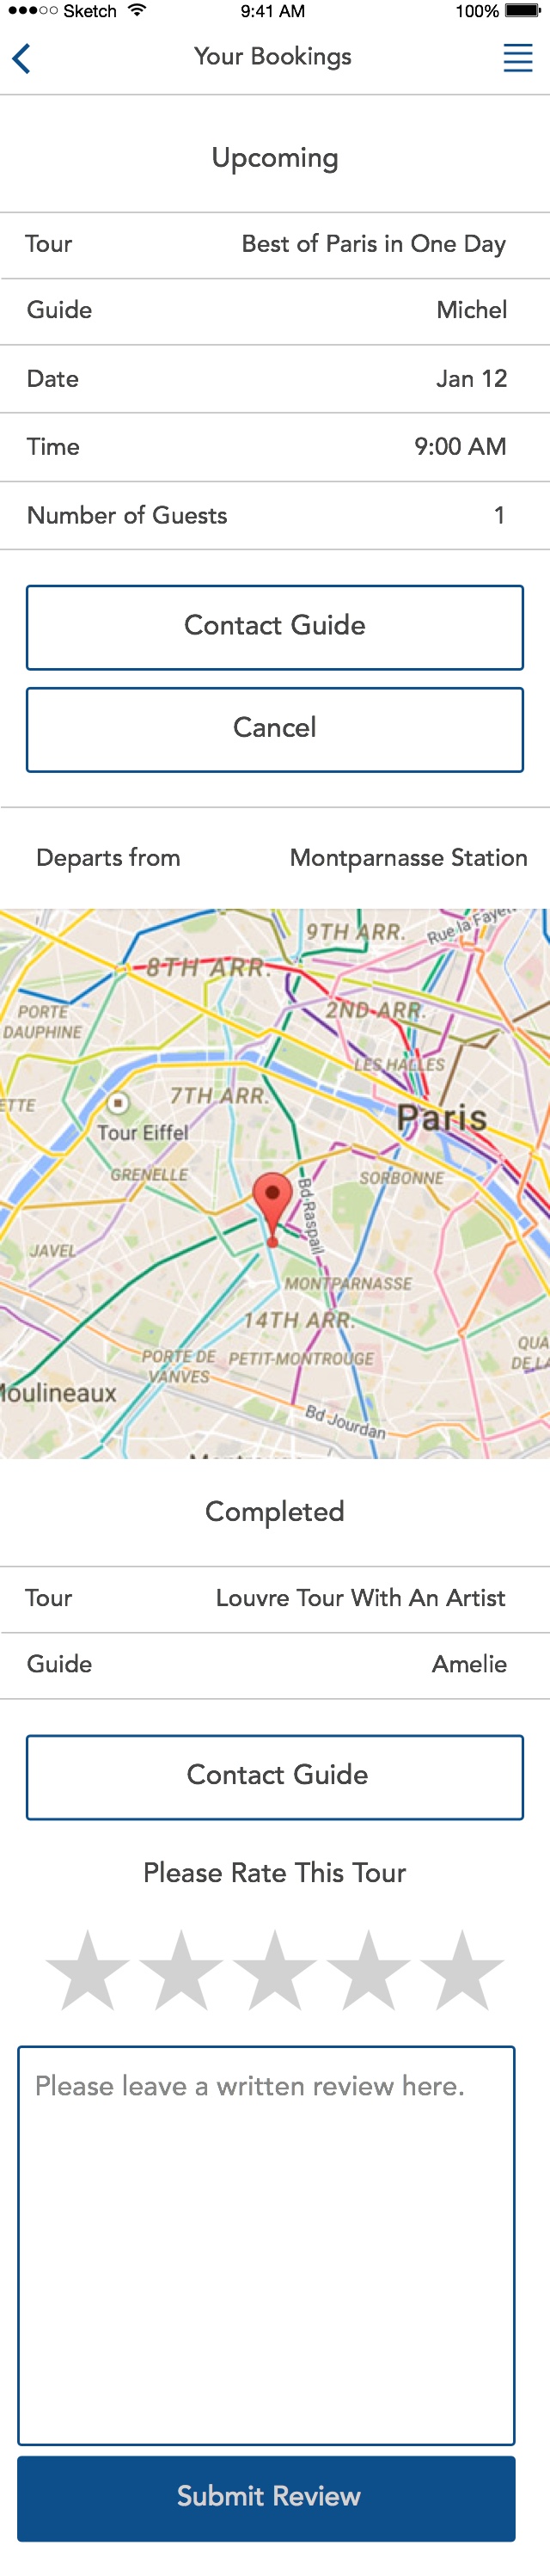 Sketch 9:41 AM 100%
Your Bookings
Upcoming
Tour Best of Paris in One Day
Guide Michel
Date Jan 12
Time 9:00 AM
Number of Guests 1
Contact Guide
Cancel
Departs from Montparnasse Station
9TH ARR.
Rue la Fayet
8TH ARR.
2ND ARR.
PORTE
DAUPHINE
LES HALLES
7TH ARR.
ETTE
Paris
Tour Eiffel
GRENELLE
SORBONNE
Bd Raspail
JAVEL
MONTPARNASSE
14TH ARR.
QUA
PORTE DE
VANVES
PETIT-MONTROUGE
DE LA
Moulineaux
Bd Jourdan
Completed
Tour Louvre Tour With An Artist
Guide Amelie
Contact Guide
Please Rate This Tour
Please leave a written review here.
Submit Review